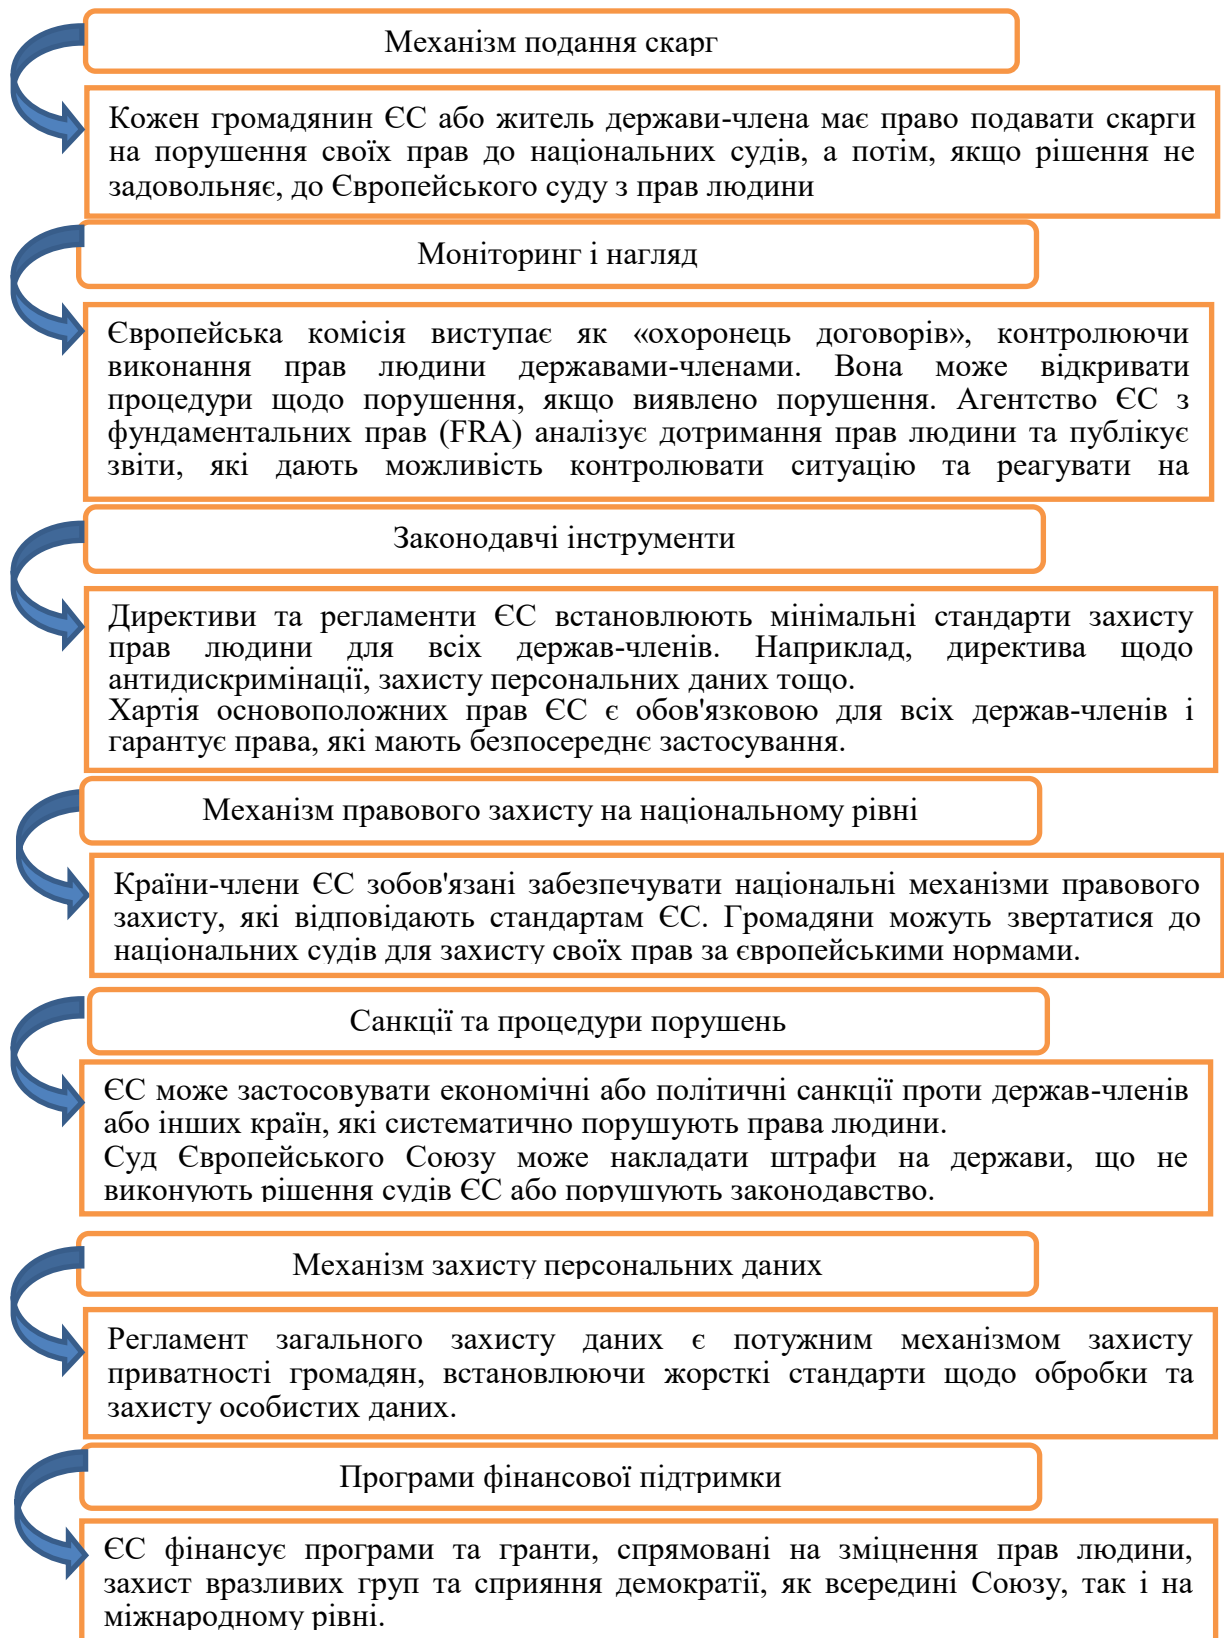 Механізм подання скарг
Кожен громадянин ЄС або житель держави-члена має право подавати скарги
на порушення своїх прав до національних судів, а потім, якщо рішення не
задовольняє, до Європейського суду з прав людини
Моніторинг і нагляд
Європейська комісія виступає як «охоронець договорів», контролюючи
виконання прав людини державами-членами. Вона може відкривати
процедури щодо порушення, якщо виявлено порушення. Агентство ЄС з
фундаментальних прав (FRA) аналізує дотримання прав людини та публікує
звіти, які дають можливість контролювати ситуацію та реагувати на
Законодавчі інструменти
Директиви та регламенти ЄС встановлюють мінімальні стандарти захисту
прав людини для всіх держав-членів. Наприклад, директива щодо
антидискримінації, захисту персональних даних тощо.
Хартія основоположних прав ЄС є обов'язковою для всіх держав-членів і
гарантує права, які мають безпосереднє застосування.
Механізм правового захисту на національному рівні
Країни-члени ЄС зобов'язані забезпечувати національні механізми правового
захисту, які відповідають стандартам ЄС. Громадяни можуть звертатися до
національних судів для захисту своїх прав за європейськими нормами.
Санкції та процедури порушень
ЄС може застосовувати економічні або політичні санкції проти держав-членів
або інших країн, які систематично порушують права людини.
Суд Європейського Союзу може накладати штрафи на держави, що не
виконують рішення судів ЄС або порушують законодавство.
Механізм захисту персональних даних
Регламент загального захисту даних є потужним механізмом захисту
приватності громадян, встановлюючи жорсткі стандарти щодо обробки та
захисту особистих даних.
Програми фінансової підтримки
ЄС фінансує програми та гранти, спрямовані на зміцнення прав людини,
захист вразливих груп та сприяння демократії, як всередині Союзу, так і на
міжнародному рівні.